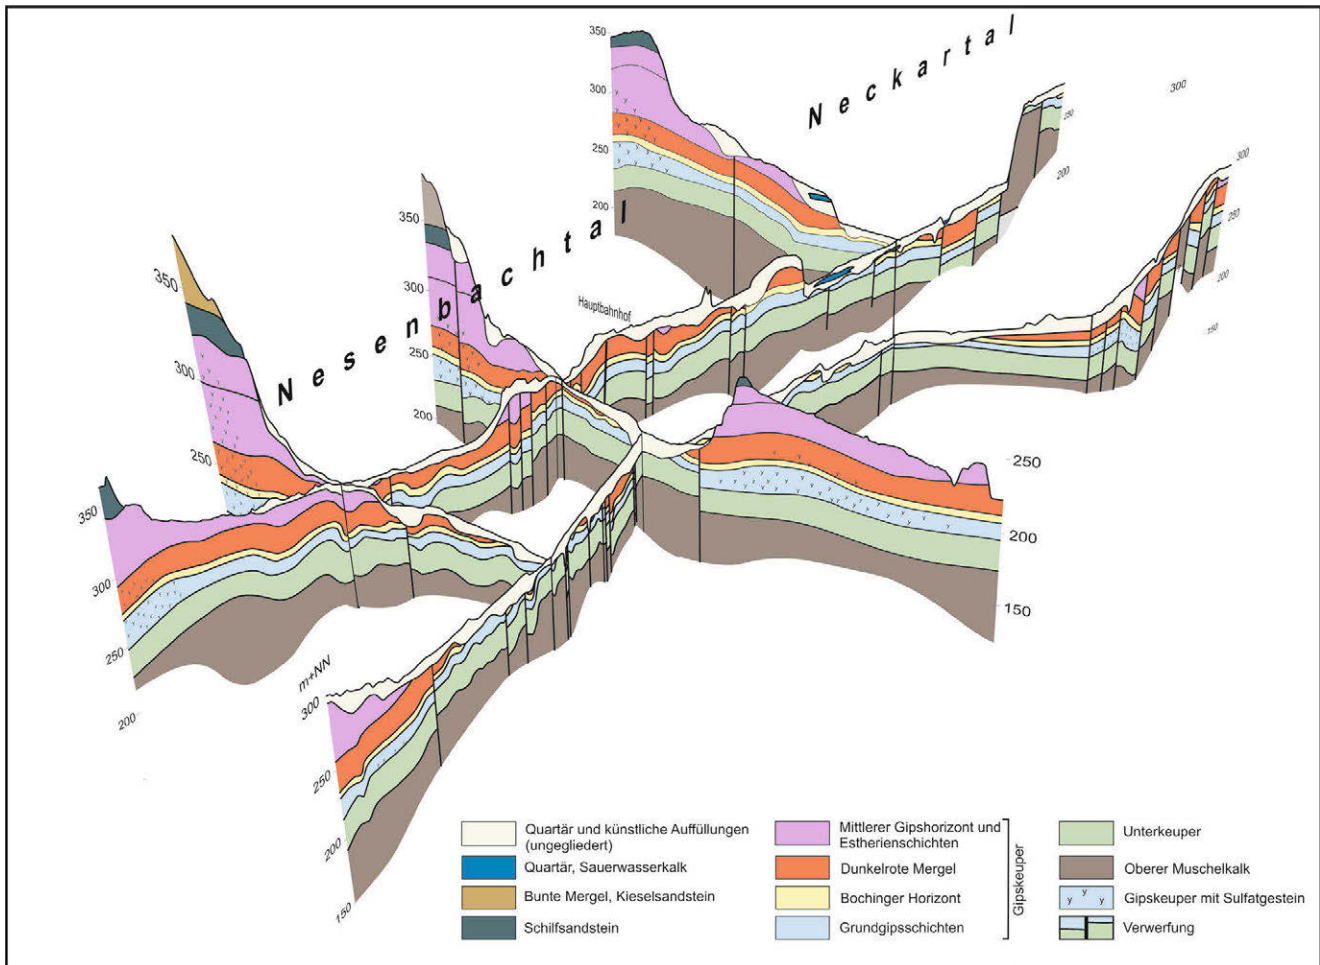 Neckartal
Nesenbachtal
Hauptbahnhof
350
300
250
200
300
250
200
300
250
200
150
350
300
250
200
350
300
250
350
300
250
200
250
200
150
m+NN
300
250
200
150
Quartär und künstliche Auffüllungen
(ungegliedert)
Quartär, Sauerwasserkalk
Bunte Mergel, Kieselsandstein
Schilfsandstein
Mittlerer Gipshorizont und
Estherienschichten
Dunkelrote Mergel
Bochinger Horizont
Grundgipsschichten
Gipskeuper
Unterkeuper
Oberer Muschelkalk
Gipskeuper mit Sulfatgestein
Verwerfung